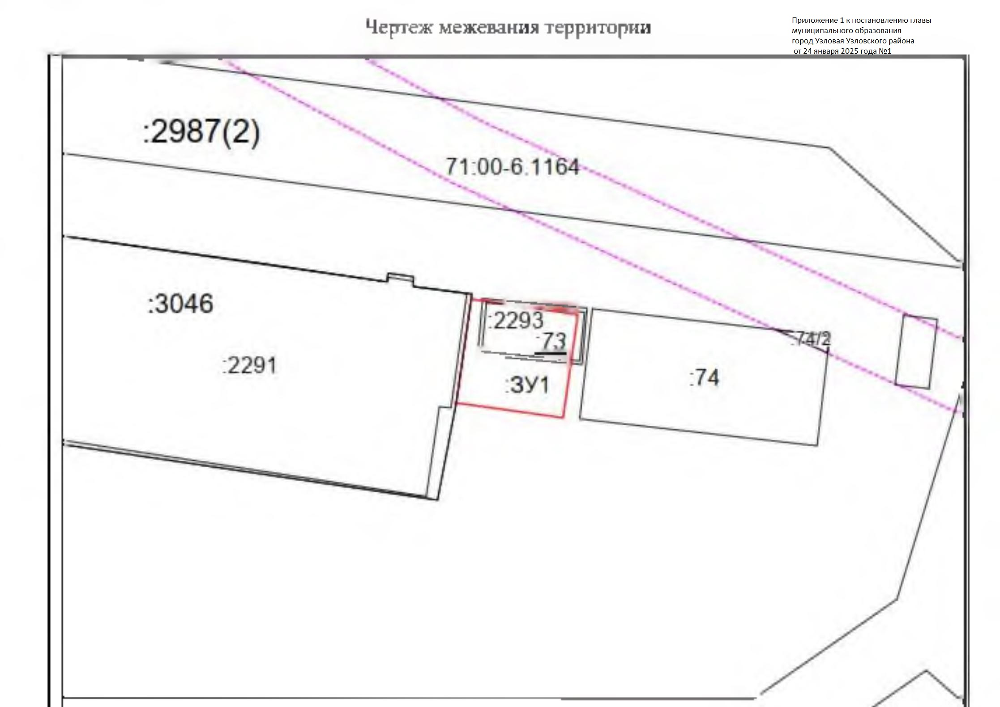 Чертеж межевания территории
Приложение 1 к постановлению главы
муниципального образования
город Узловая Узловского района
от 24 января 2025 года №1
:2987(2)
71:00-6.1164
:3046
:2293
:73
:74/2
:2291
:74
:ЗУ1